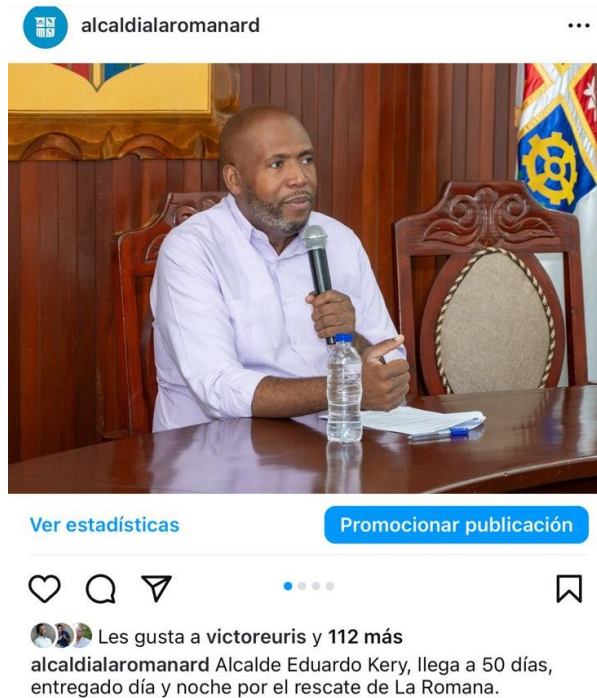 alcaldialaromanard
Ver estadísticas
Promocionar publicación
Les gusta a victoreuris y 112 más
alcaldialaromanard Alcalde Eduardo Kery, llega a 50 días,
entregado día y noche por el rescate de La Romana.